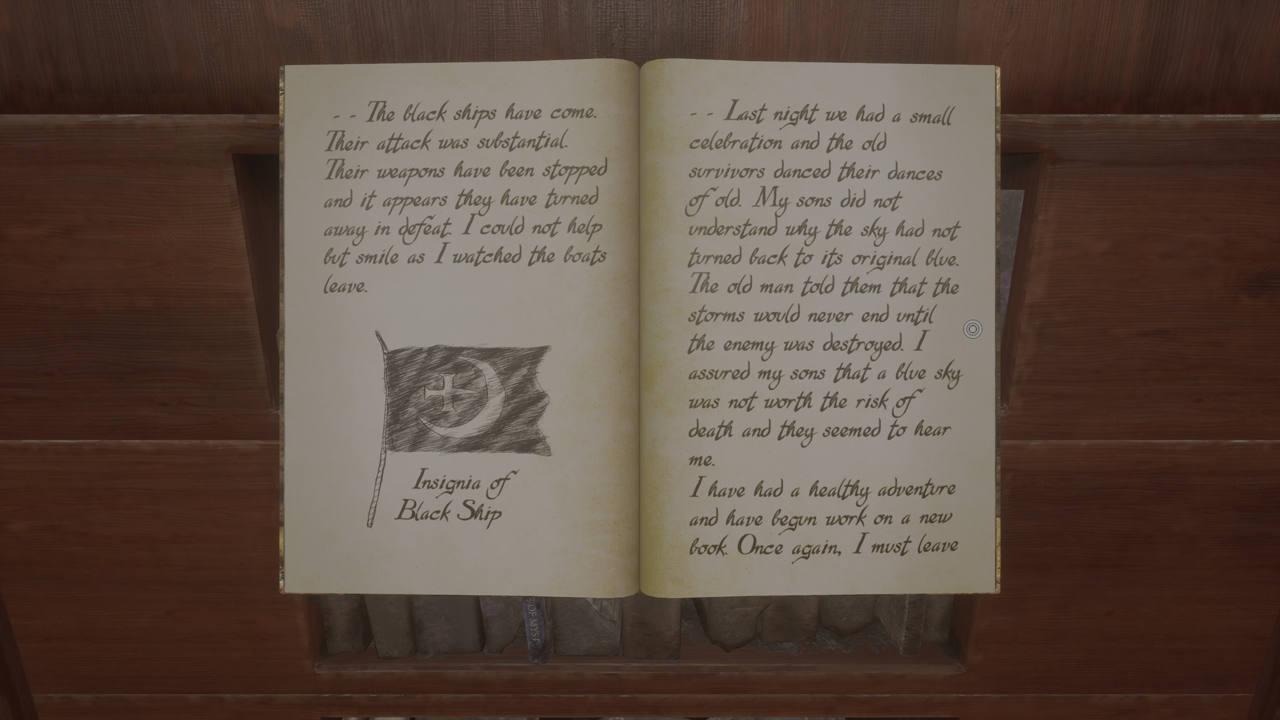 - - The black ships have come.
Their attack was substantial.
Their weapons have been stopped
and it appears they have turned
away in defeat. I could not help
but smile as I watched the boats
leave.
Insignia of
Black Ship
- - Last night we had a small
celebration and the old
survivors danced their dances
of old. My sons did not
understand why the sky had not
turned back to its original blue.
The old man told them that the
storms would never end until
the enemy was destroyed. I
assured my sons that a blue sky
was not worth the risk of
death and they seemed to hear
me.
I have had a healthy adventure
and have begun work on a new
book. Once again, I must leave
OF MYST